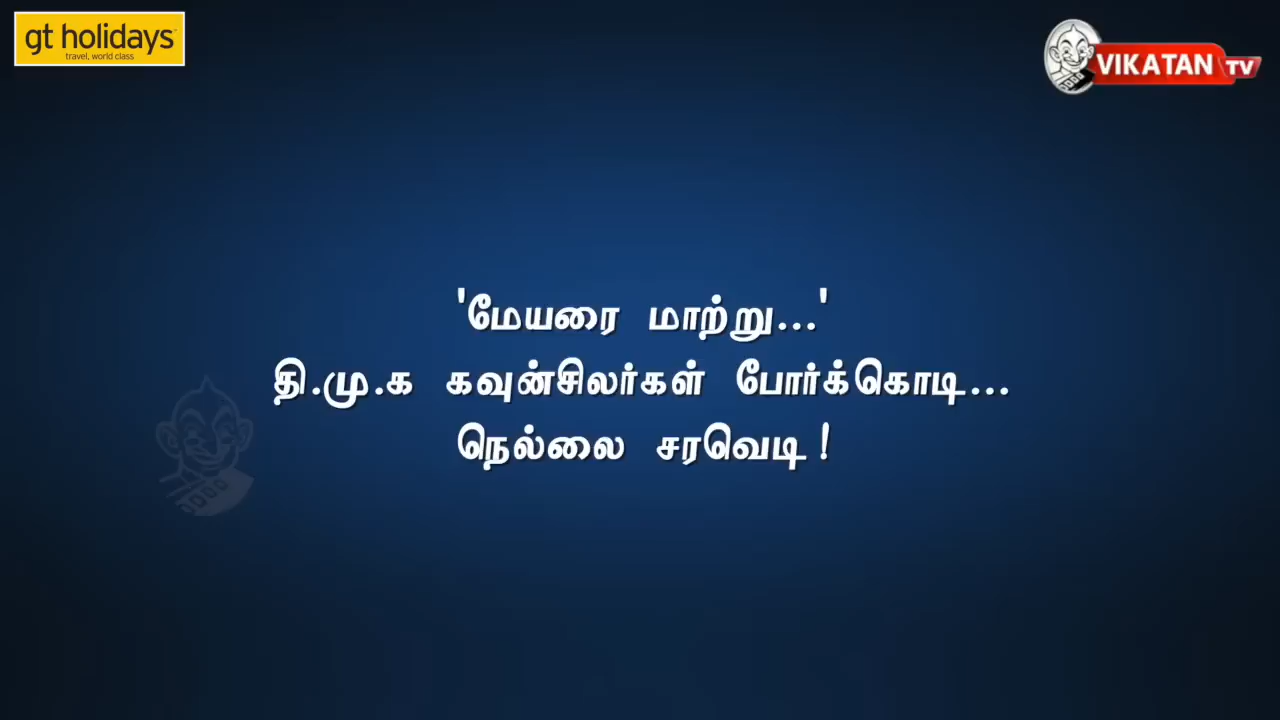 gt holidays
travel, world class
VIKATAN TV
'மேயரை மாற்று...'
தி.மு.க கவுன்சிலர்கள் போர்க்கொடி...
நெல்லை சரவெடி!